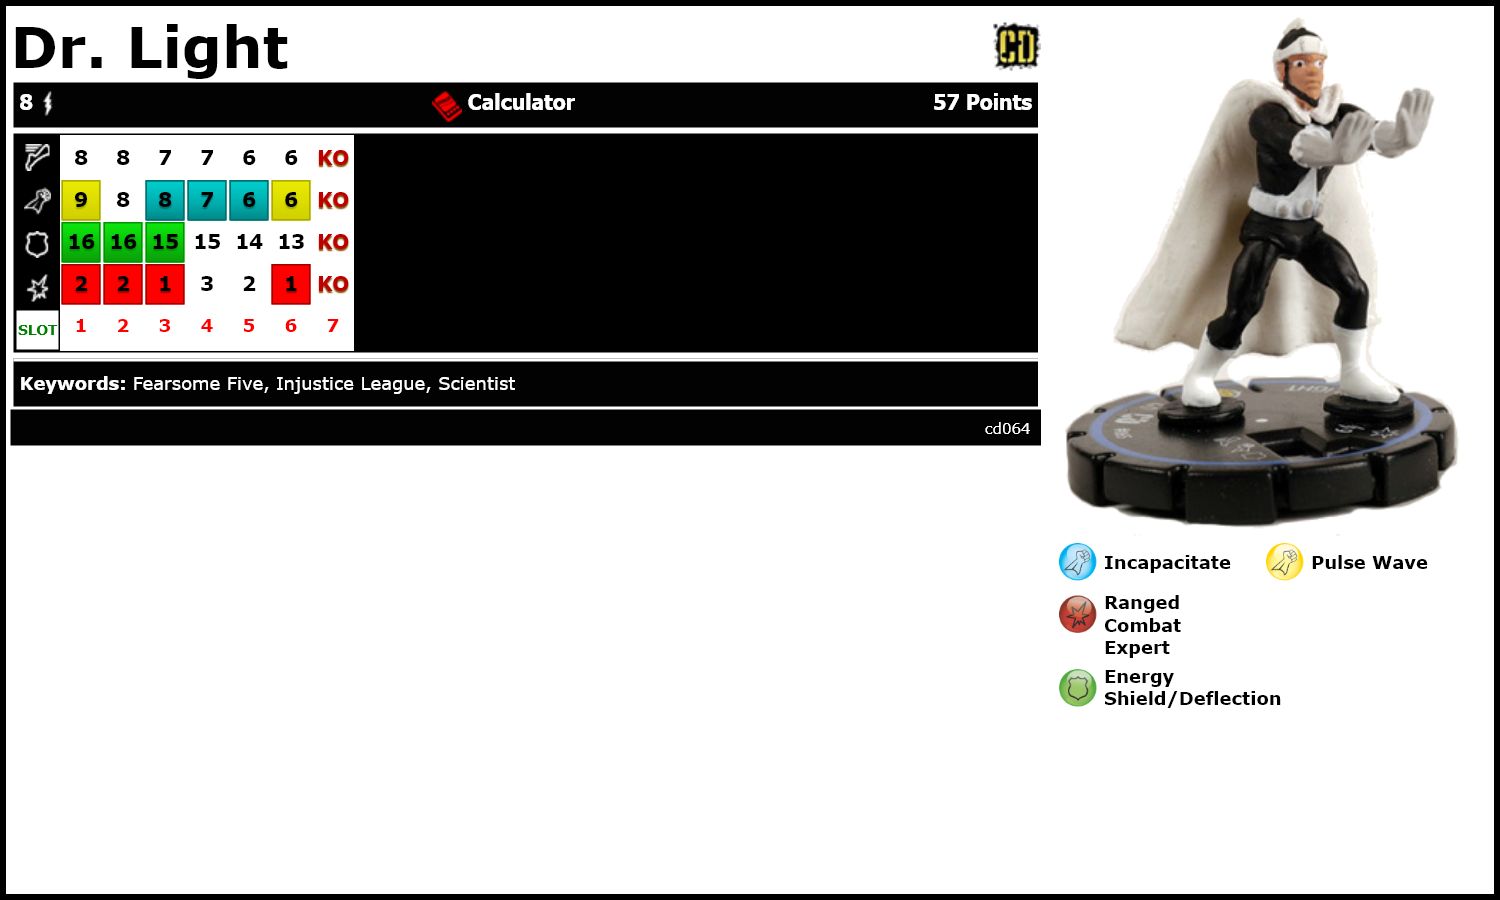 Dr. Light
CD
8 Calculator 57 Points
8 8 7 7 6 6 KO
9 8 8 7 6 6 KO
16 16 15 15 14 13 KO
2 2 1 3 2 1 KO
SLOT 1 2 3 4 5 6 7
Keywords: Fearsome Five, Injustice League, Scientist
cd064
Incapacitate Pulse Wave
Ranged
Combat
Expert
Energy
Shield/Deflection